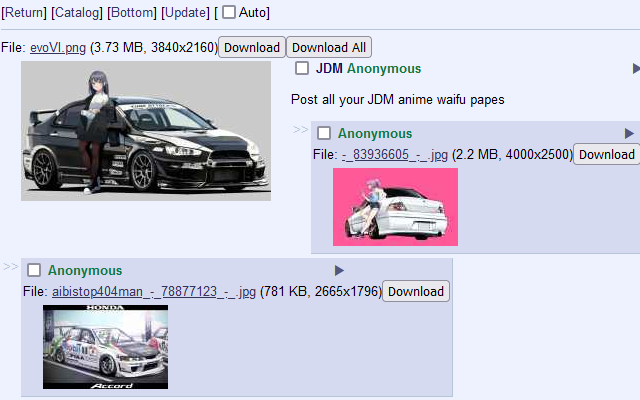 [Return] [Catalog] [Bottom] [Update] [ Auto]
File: evoVI.png (3.73 MB, 3840x2160) Download Download All
JDM Anonymous
Post all your JDM anime waifu papes
>> Anonymous
File: -_83936605_-_.jpg (2.2 MB, 4000x2500) Download
>> Anonymous
File: aibistop404man_-_78877123_-_.jpg (781 KB, 2665x1796) Download
HONDA
Mobil 1
Accord